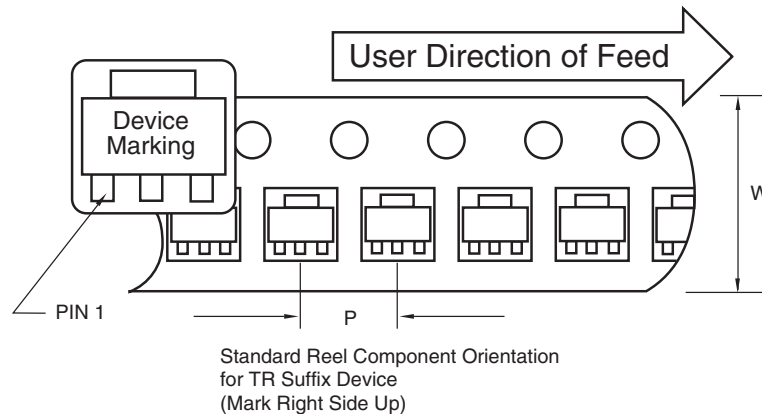 User Direction of Feed
Device
Marking
W
PIN 1
P
Standard Reel Component Orientation
for TR Suffix Device
(Mark Right Side Up)